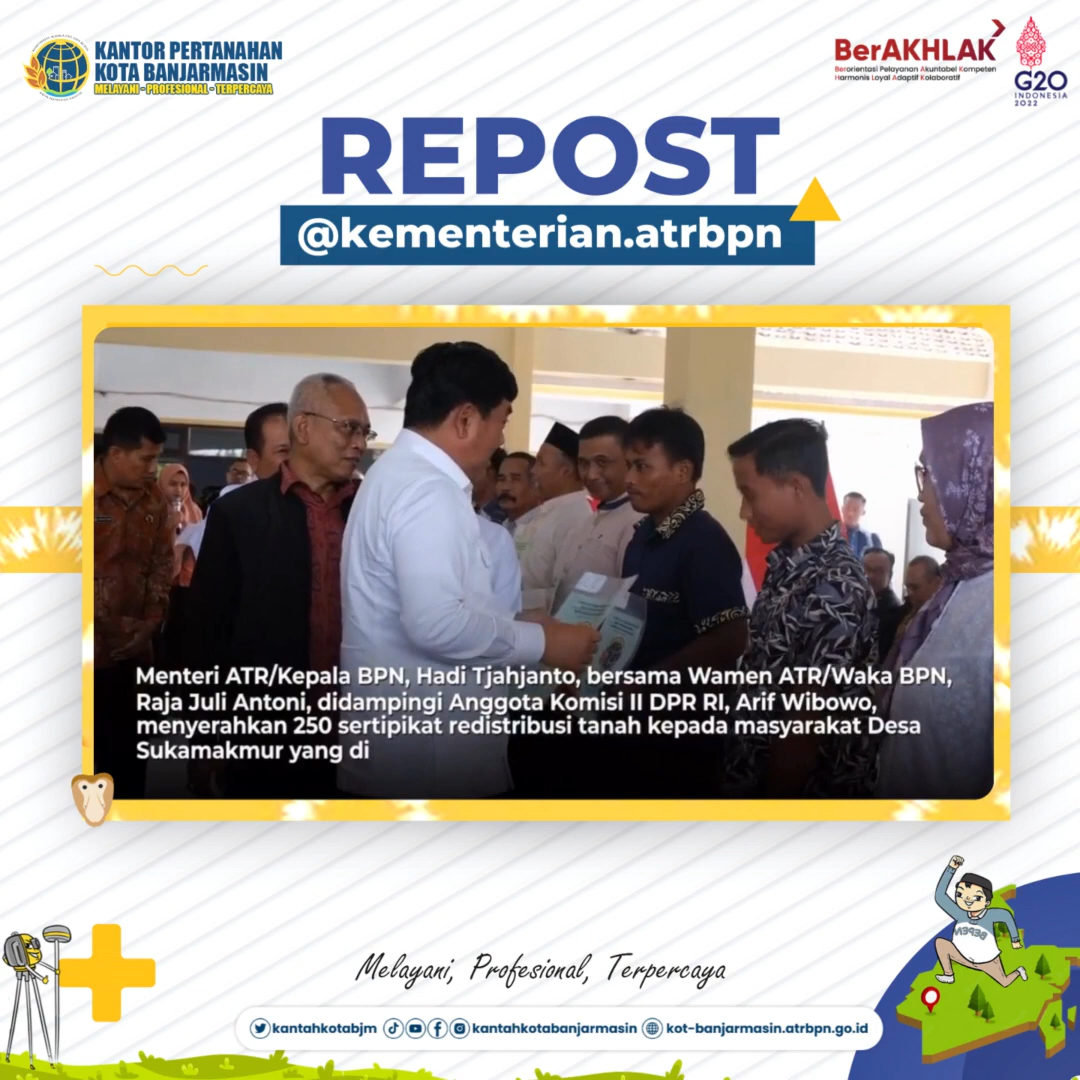 KANTOR PERTANAHAN
KOTA BANJARMASIN
MELAYANI - PROFESIONAL - TERPERCAYA
BerAKHLAK
Berorientasi Pelayanan Akuntabel Kompeten
Harmonis Loyal Adaptif Kolaboratif
G20
INDONESIA
2022
REPOST
@kementerian.atrbpn
Menteri ATR/Kepala BPN, Hadi Tjahjanto, bersama Wamen ATR/Waka BPN,
Raja Juli Antoni, didampingi Anggota Komisi II DPR RI, Arif Wibowo,
menyerahkan 250 sertipikat redistribusi tanah kepada masyarakat Desa
Sukamakmur yang di
BEPEN
Melayani, Profesional, Terpercaya
kantahkotabjm kantahkotabanjarmasin kot-banjarmasin.atrbpn.go.id